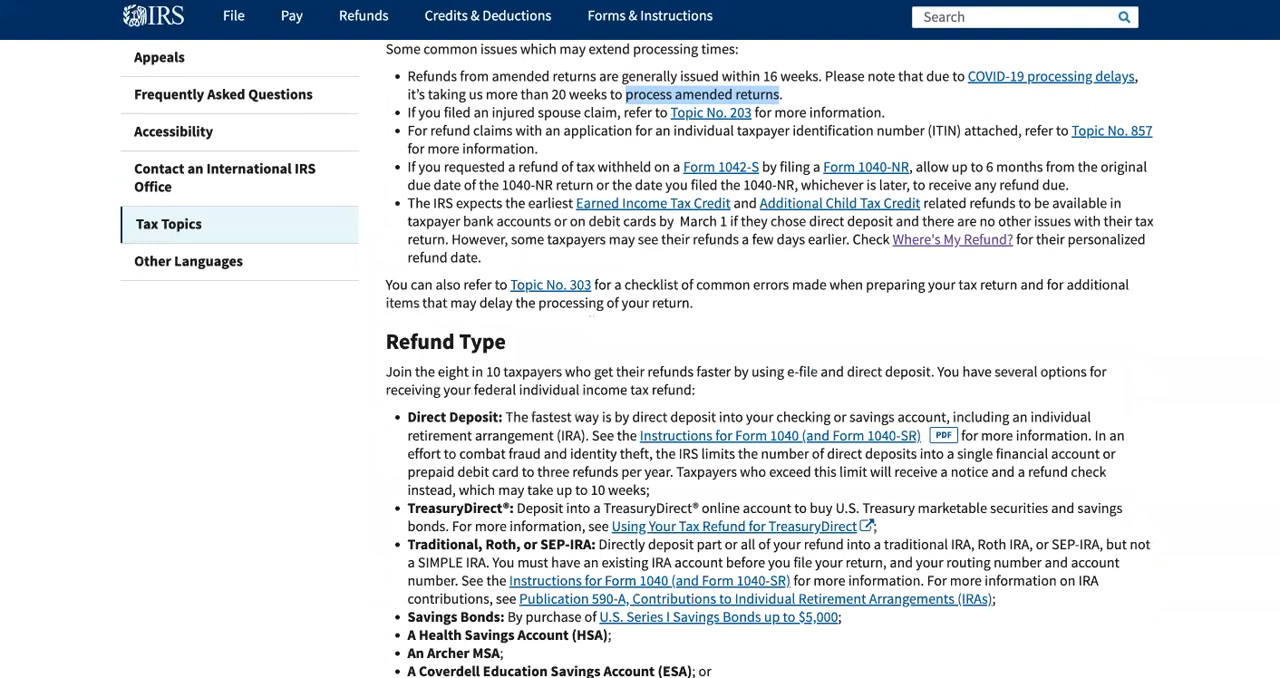 IRS
File
Pay
Refunds
Credits & Deductions
Forms & Instructions
Search
Appeals
Frequently Asked Questions
Accessibility
Contact an International IRS
Office
Tax Topics
Other Languages
Some common issues which may extend processing times:
• Refunds from amended returns are generally issued within 16 weeks. Please note that due to COVID-19 processing delays,
it's taking us more than 20 weeks to process amended returns.
• If you filed an injured spouse claim, refer to Topic No. 203 for more information.
• For refund claims with an application for an individual taxpayer identification number (ITIN) attached, refer to Topic No. 857
for more information.
• If you requested a refund of tax withheld on a Form 1042-S by filing a Form 1040-NR, allow up to 6 months from the original
due date of the 1040-NR return or the date you filed the 1040-NR, whichever is later, to receive any refund due.
• The IRS expects the earliest Earned Income Tax Credit and Additional Child Tax Credit related refunds to be available in
taxpayer bank accounts or on debit cards by March 1 if they chose direct deposit and there are no other issues with their tax
return. However, some taxpayers may see their refunds a few days earlier. Check Where's My Refund? for their personalized
refund date.
You can also refer to Topic No. 303 for a checklist of common errors made when preparing your tax return and for additional
items that may delay the processing of your return.
Refund Type
Join the eight in 10 taxpayers who get their refunds faster by using e-file and direct deposit. You have several options for
receiving your federal individual income tax refund:
• Direct Deposit: The fastest way is by direct deposit into your checking or savings account, including an individual
retirement arrangement (IRA). See the Instructions for Form 1040 (and Form 1040-SR) PDF for more information. In an
effort to combat fraud and identity theft, the IRS limits the number of direct deposits into a single financial account or
prepaid debit card to three refunds per year. Taxpayers who exceed this limit will receive a notice and a refund check
instead, which may take up to 10 weeks;
• TreasuryDirect®: Deposit into a TreasuryDirect® online account to buy U.S. Treasury marketable securities and savings
bonds. For more information, see Using Your Tax Refund for TreasuryDirect;
• Traditional, Roth, or SEP-IRA: Directly deposit part or all of your refund into a traditional IRA, Roth IRA, or SEP-IRA, but not
a SIMPLE IRA. You must have an existing IRA account before you file your return, and your routing number and account
number. See the Instructions for Form 1040 (and Form 1040-SR) for more information. For more information on IRA
contributions, see Publication 590-A, Contributions to Individual Retirement Arrangements (IRAs);
• Savings Bonds: By purchase of U.S. Series I Savings Bonds up to $5,000;
• A Health Savings Account (HSA);
• An Archer MSA;
• A Coverdell Education Savings Account (ESA); or